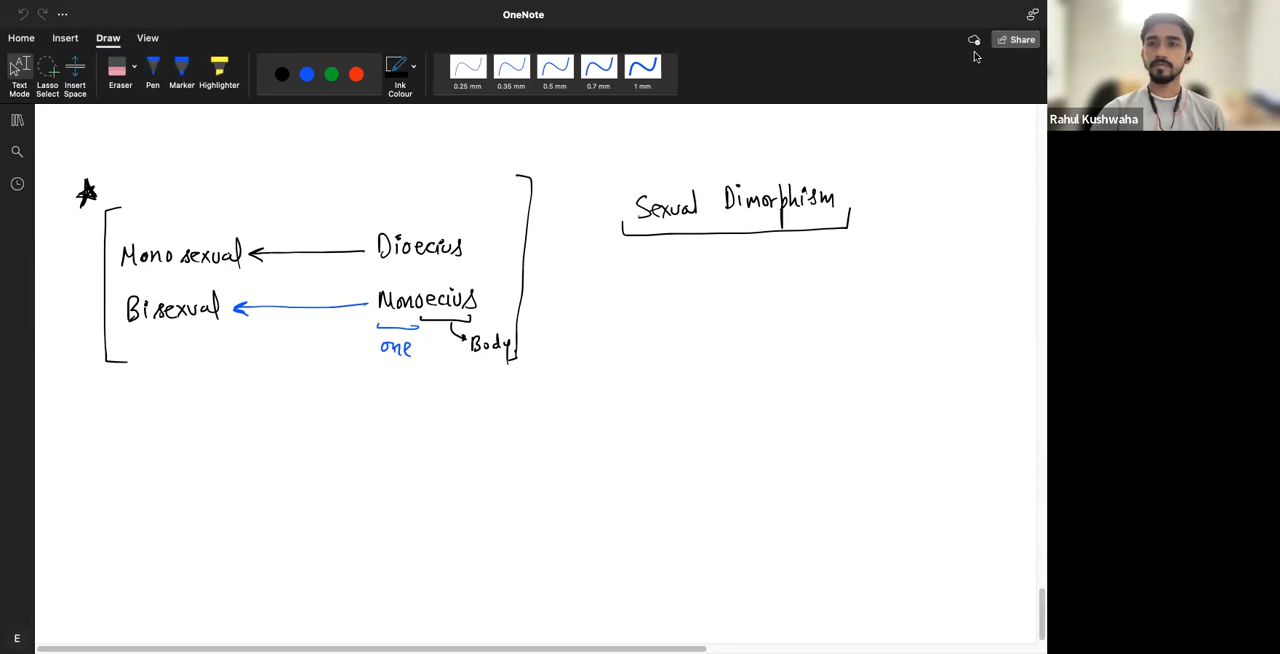 OneNote
Home Insert Draw View
Share
Text Mode
Lasso Select
Insert Space
Eraser
Pen
Marker
Highlighter
Ink Colour
0.25 mm 0.35 mm 0.5 mm 0.7 mm 1 mm
Rahul Kushwaha
Sexual Dimorphism
Mono sexual Dioecius
Bisexual Monoecius
one Body
E